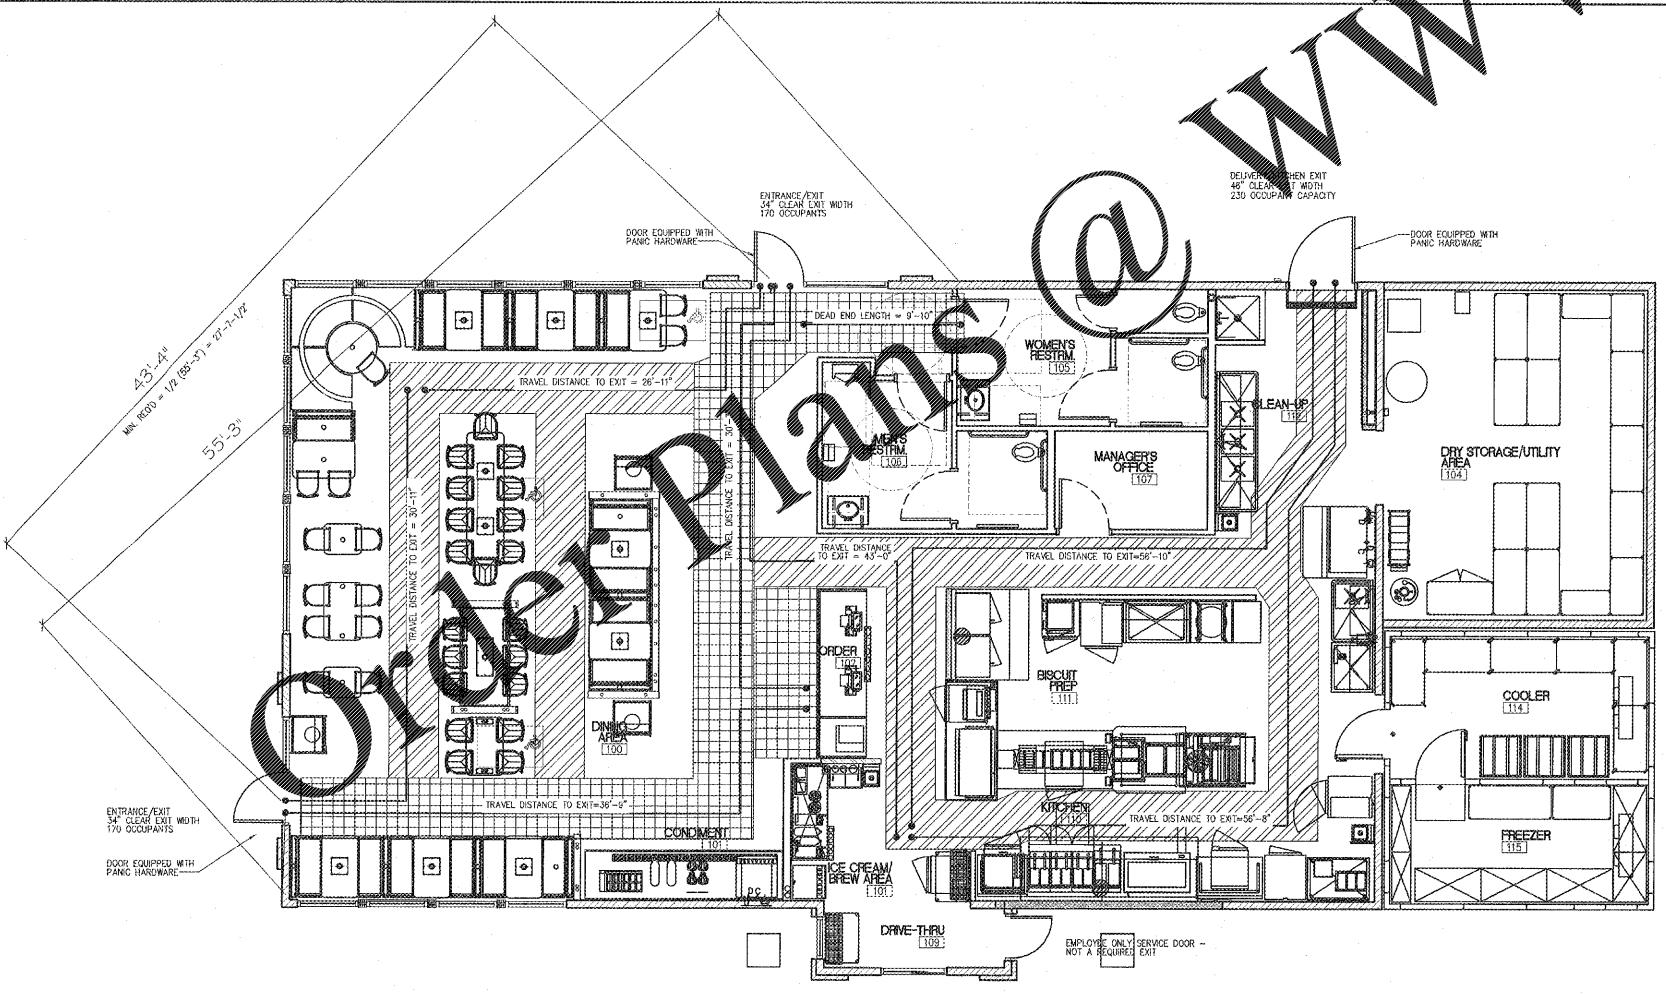 WW
DELIVERY/KITCHEN EXIT
46" CLEAR EXIT WIDTH
230 OCCUPANT CAPACITY
ENTRANCE/EXIT
34" CLEAR EXIT WIDTH
170 OCCUPANTS
DOOR EQUIPPED WITH
PANIC HARDWARE
DOOR EQUIPPED WITH
PANIC HARDWARE
43'-4"
MIN. REQ'D = 1/2 (55'-3") = 27'-7-1/2"
55'-3"
DEAD END LENGTH = 9'-10"
WOMEN'S
RESTRM.
105
TRAVEL DISTANCE TO EXIT = 26'-11"
CLEAN-UP
MEN'S
RESTRM.
106
MANAGER'S
OFFICE
107
DRY STORAGE/UTILITY
AREA
104
Order Plans @
TRAVEL DISTANCE TO EXIT = 30'-11"
TRAVEL DISTANCE TO EXIT = 30'-
TRAVEL DISTANCE
TO EXIT = 43'-0"
TRAVEL DISTANCE TO EXIT=56'-10"
ORDER
BISCUIT
PREP
111
COOLER
114
DINING
AREA
100
TRAVEL DISTANCE TO EXIT=36'-9"
KITCHEN
110
TRAVEL DISTANCE TO EXIT=56'-8"
ENTRANCE/EXIT
34" CLEAR EXIT WIDTH
170 OCCUPANTS
CONDIMENT
101
FREEZER
115
DOOR EQUIPPED WITH
PANIC HARDWARE
ICE CREAM/
BREW AREA
101
DRIVE-THRU
109
EMPLOYEE ONLY SERVICE DOOR -
NOT A REQUIRED EXIT